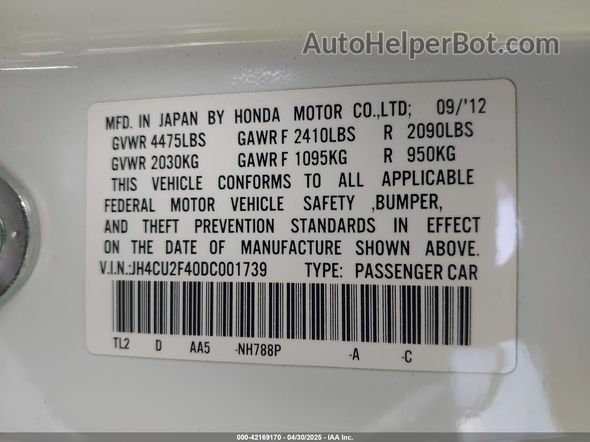 AutoHelperBot.com
MFD. IN JAPAN BY HONDA MOTOR CO.,LTD; 09/'12
GVWR 4475LBS GAWR F 2410LBS R 2090LBS
GVWR 2030KG GAWR F 1095KG R 950KG
THIS VEHICLE CONFORMS TO ALL APPLICABLE
FEDERAL MOTOR VEHICLE SAFETY ,BUMPER,
AND THEFT PREVENTION STANDARDS IN EFFECT
ON THE DATE OF MANUFACTURE SHOWN ABOVE.
V.I.N.:JH4CU2F40DC001739 TYPE: PASSENGER CAR
TL2 D AA5 -NH788P -A -C
000-42169170 - 04/30/2025 - IAA Inc.